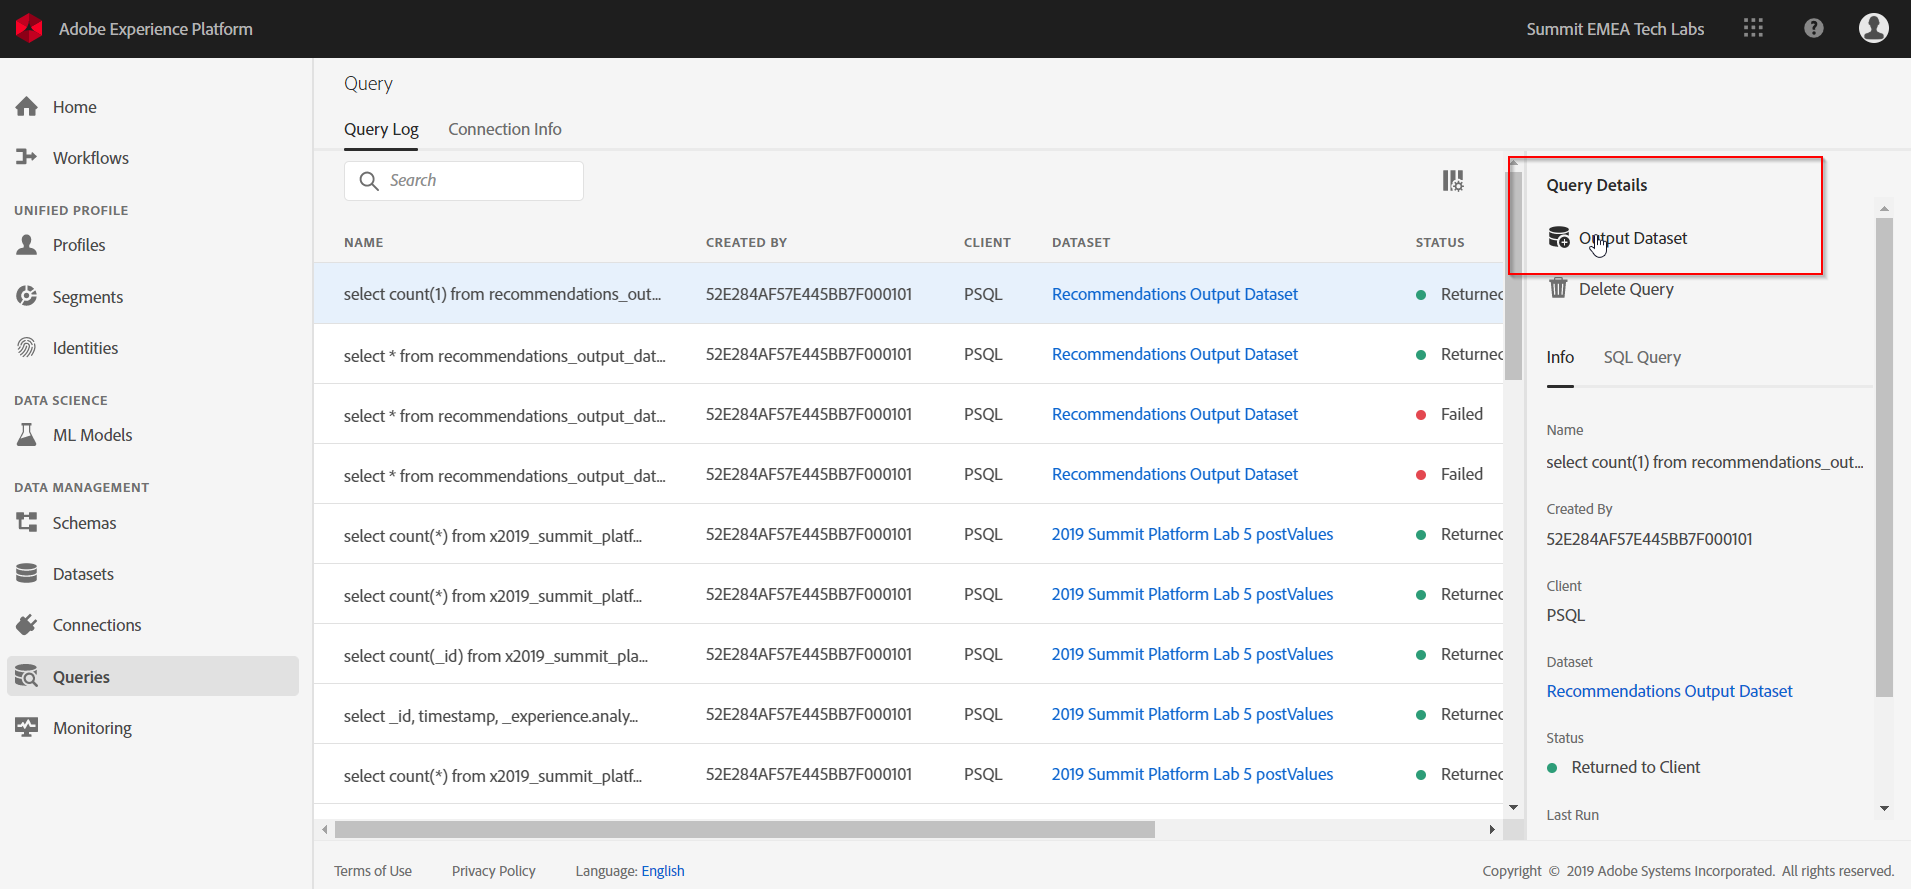 Adobe Experience Platform
Summit EMEA Tech Labs
Home
Workflows
UNIFIED PROFILE
Profiles
Segments
Identities
DATA SCIENCE
ML Models
DATA MANAGEMENT
Schemas
Datasets
Connections
Queries
Monitoring
Query
Query Log Connection Info
Search
NAME CREATED BY CLIENT DATASET STATUS
select count(1) from recommendations_out... 52E284AF57E445BB7F000101 PSQL Recommendations Output Dataset Returned
select * from recommendations_output_dat... 52E284AF57E445BB7F000101 PSQL Recommendations Output Dataset Returned
select * from recommendations_output_dat... 52E284AF57E445BB7F000101 PSQL Recommendations Output Dataset Failed
select * from recommendations_output_dat... 52E284AF57E445BB7F000101 PSQL Recommendations Output Dataset Failed
select count(*) from x2019_summit_platf... 52E284AF57E445BB7F000101 PSQL 2019 Summit Platform Lab 5 postValues Returned
select count(*) from x2019_summit_platf... 52E284AF57E445BB7F000101 PSQL 2019 Summit Platform Lab 5 postValues Returned
select count(_id) from x2019_summit_pla... 52E284AF57E445BB7F000101 PSQL 2019 Summit Platform Lab 5 postValues Returned
select _id, timestamp, _experience.analy... 52E284AF57E445BB7F000101 PSQL 2019 Summit Platform Lab 5 postValues Returned
select count(*) from x2019_summit_platf... 52E284AF57E445BB7F000101 PSQL 2019 Summit Platform Lab 5 postValues Returned
Query Details
Output Dataset
Delete Query
Info SQL Query
Name
select count(1) from recommendations_out...
Created By
52E284AF57E445BB7F000101
Client
PSQL
Dataset
Recommendations Output Dataset
Status
Returned to Client
Last Run
Terms of Use Privacy Policy Language: English
Copyright © 2019 Adobe Systems Incorporated. All rights reserved.